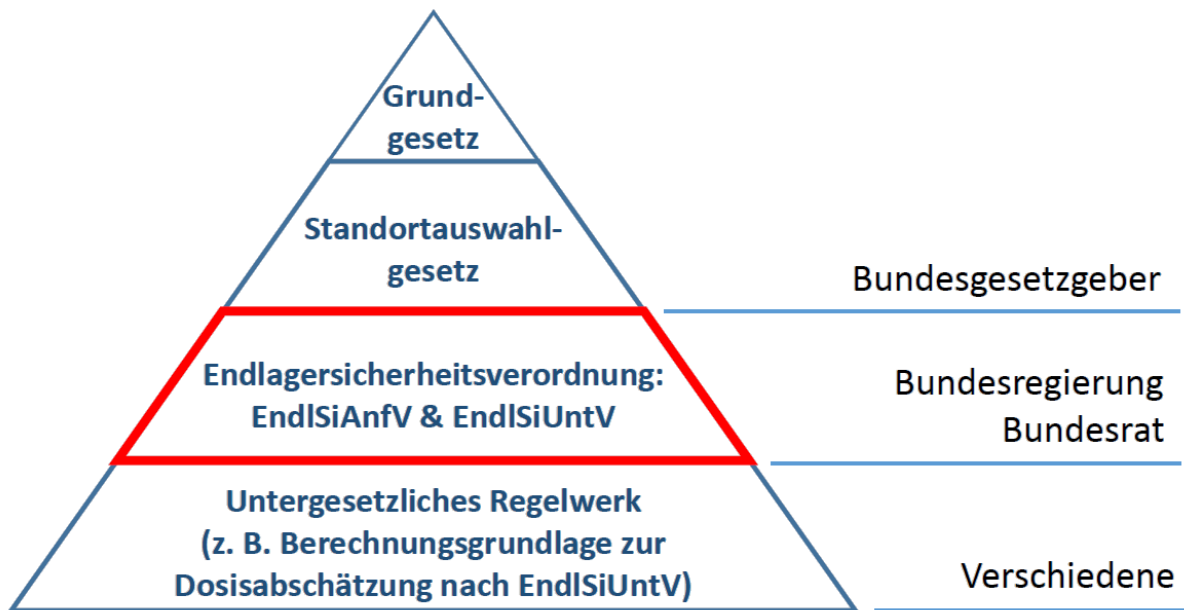 Grund-
gesetz
Standortauswahl-
gesetz
Bundesgesetzgeber
Endlagersicherheitsverordnung:
EndlSiAnfV & EndlSiUntV
Bundesregierung
Bundesrat
Untergesetzliches Regelwerk
(z. B. Berechnungsgrundlage zur
Dosisabschätzung nach EndlSiUntV)
Verschiedene